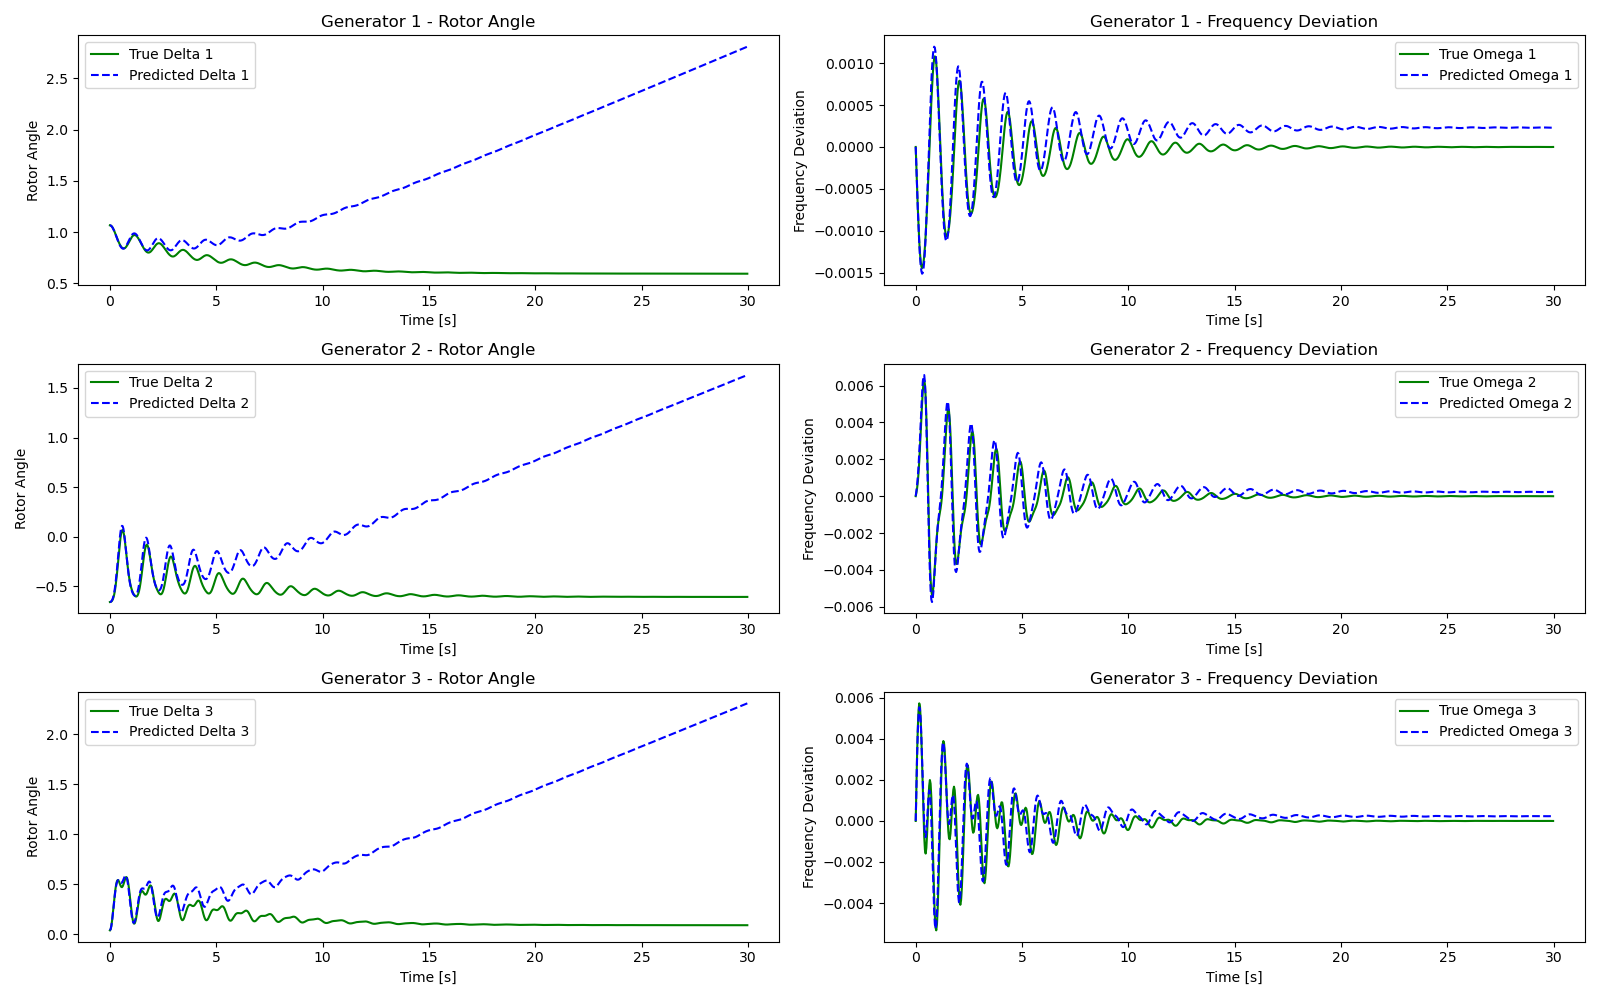 Generator 1 - Rotor Angle
True Delta 1
Predicted Delta 1
Rotor Angle
2.5
2.0
1.5
1.0
0.5
0 5 10 15 20 25 30
Time [s]
Generator 1 - Frequency Deviation
True Omega 1
Predicted Omega 1
Frequency Deviation
0.0010
0.0005
0.0000
−0.0005
−0.0010
−0.0015
0 5 10 15 20 25 30
Time [s]
Generator 2 - Rotor Angle
True Delta 2
Predicted Delta 2
Rotor Angle
1.5
1.0
0.5
0.0
−0.5
0 5 10 15 20 25 30
Time [s]
Generator 2 - Frequency Deviation
True Omega 2
Predicted Omega 2
Frequency Deviation
0.006
0.004
0.002
0.000
−0.002
−0.004
−0.006
0 5 10 15 20 25 30
Time [s]
Generator 3 - Rotor Angle
True Delta 3
Predicted Delta 3
Rotor Angle
2.0
1.5
1.0
0.5
0.0
0 5 10 15 20 25 30
Time [s]
Generator 3 - Frequency Deviation
True Omega 3
Predicted Omega 3
Frequency Deviation
0.006
0.004
0.002
0.000
−0.002
−0.004
0 5 10 15 20 25 30
Time [s]